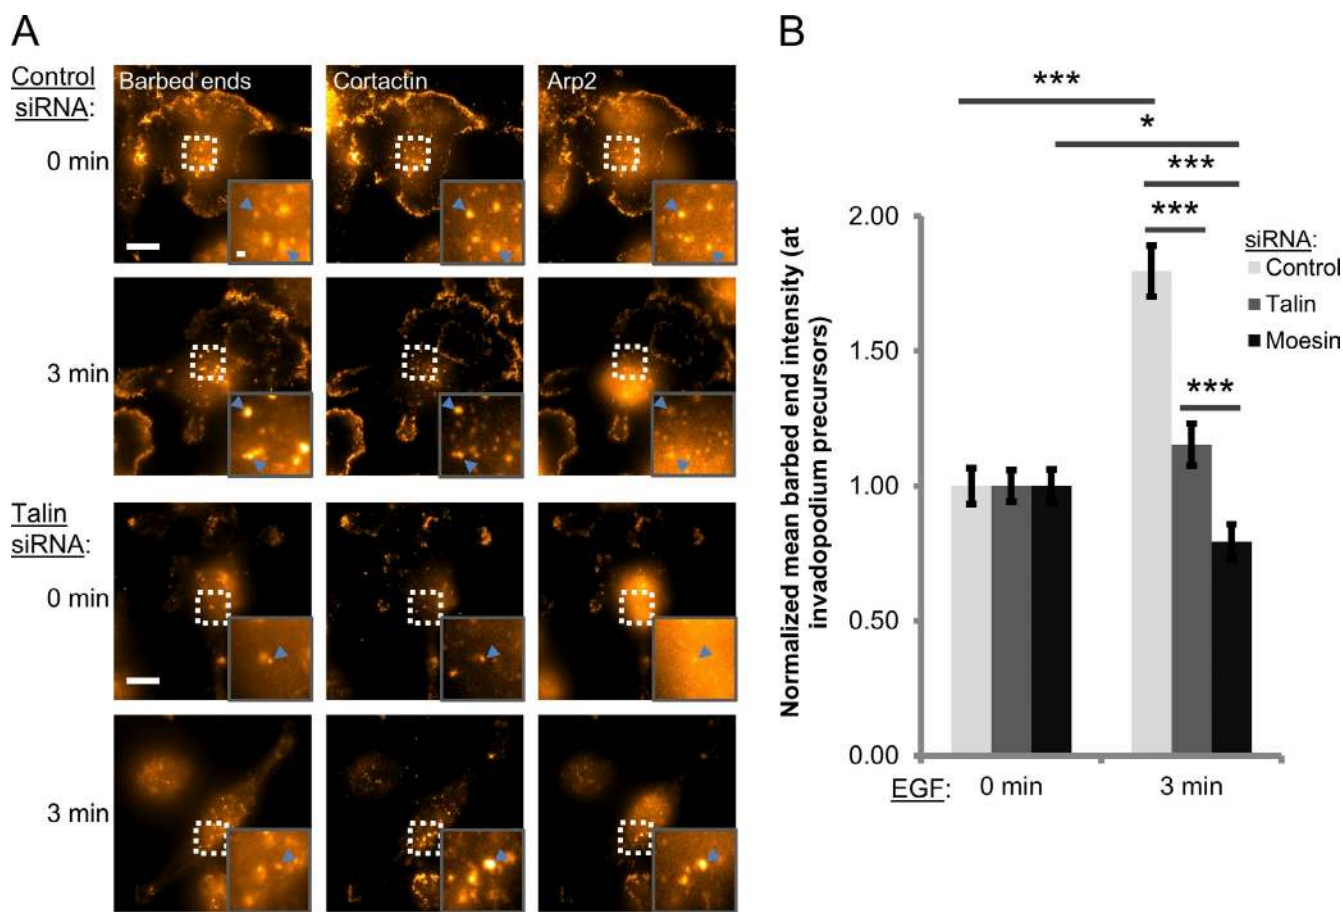 A
Control
siRNA:
Barbed ends
Cortactin
Arp2
0 min
3 min
Talin
siRNA:
0 min
3 min
B
***
*
***
***
***
Normalized mean barbed end intensity (at
invadopodium precursors)
2.00
1.50
1.00
0.50
0.00
siRNA:
Control
Talin
Moesin
EGF: 0 min 3 min